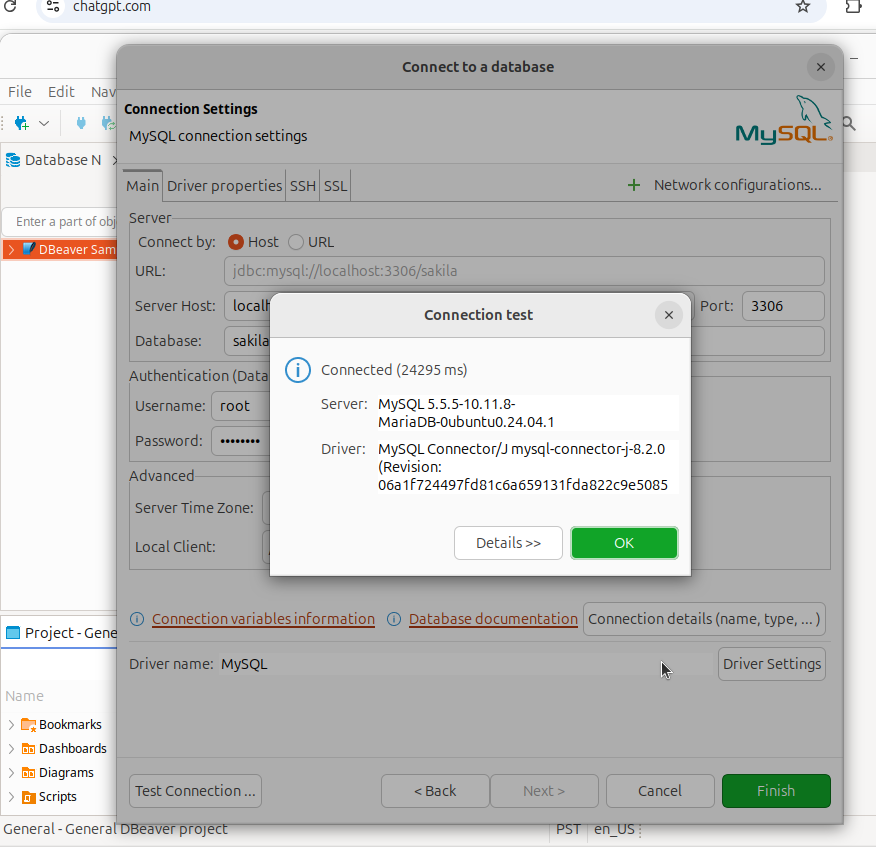 chatgpt.com
Connect to a database
File Edit Nav
Connection Settings
MySQL connection settings
MySQL
Database N
Main Driver properties SSH SSL
Network configurations...
Server
Enter a part of obj
Connect by: Host URL
DBeaver Sam
URL: jdbc:mysql://localhost:3306/sakila
Server Host: localh
Port: 3306
Database: sakila
Connection test
Connected (24295 ms)
Server: MySQL 5.5.5-10.11.8-
MariaDB-0ubuntu0.24.04.1
Driver: MySQL Connector/J mysql-connector-j-8.2.0
(Revision:
06a1f724497fd81c6a659131fda822c9e5085
Details >> OK
Authentication (Data
Username: root
Password: ••••••••
Advanced
Server Time Zone:
Local Client:
Connection variables information Database documentation Connection details (name, type, ... )
Project - Gene
Driver name: MySQL Driver Settings
Name
Bookmarks
Dashboards
Diagrams
Scripts
Test Connection ... < Back Next > Cancel Finish
General - General DBeaver project PST en_US